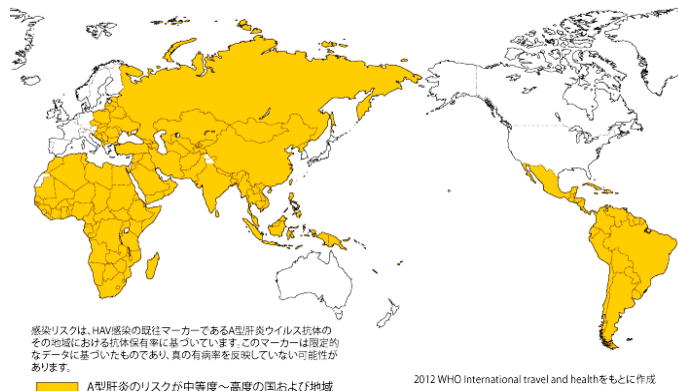 感染リスクは、HAV感染の既往マーカーであるA型肝炎ウイルス抗体の
その地域における抗体保有率に基づいています。このマーカーは限定的
なデータに基づいたものであり、真の有病率を反映していない可能性が
あります。
A型肝炎のリスクが中等度～高度の国および地域
2012 WHO International travel and healthをもとに作成